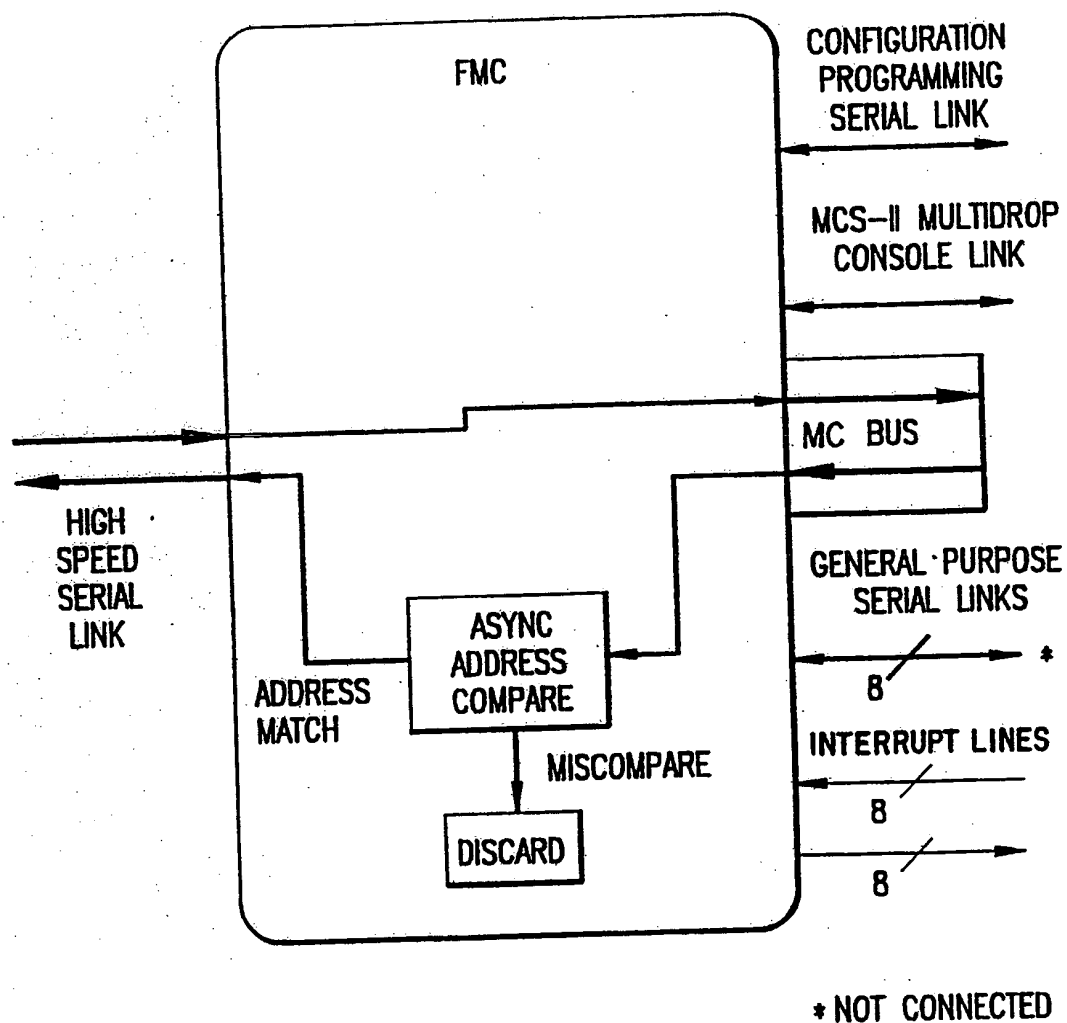 FMC
CONFIGURATION
PROGRAMMING
SERIAL LINK
MCS-II MULTIDROP
CONSOLE LINK
MC BUS
HIGH
SPEED
SERIAL
LINK
GENERAL PURPOSE
SERIAL LINKS
*
8
ASYNC
ADDRESS
COMPARE
ADDRESS
MATCH
MISCOMPARE
DISCARD
INTERRUPT LINES
8
8
* NOT CONNECTED